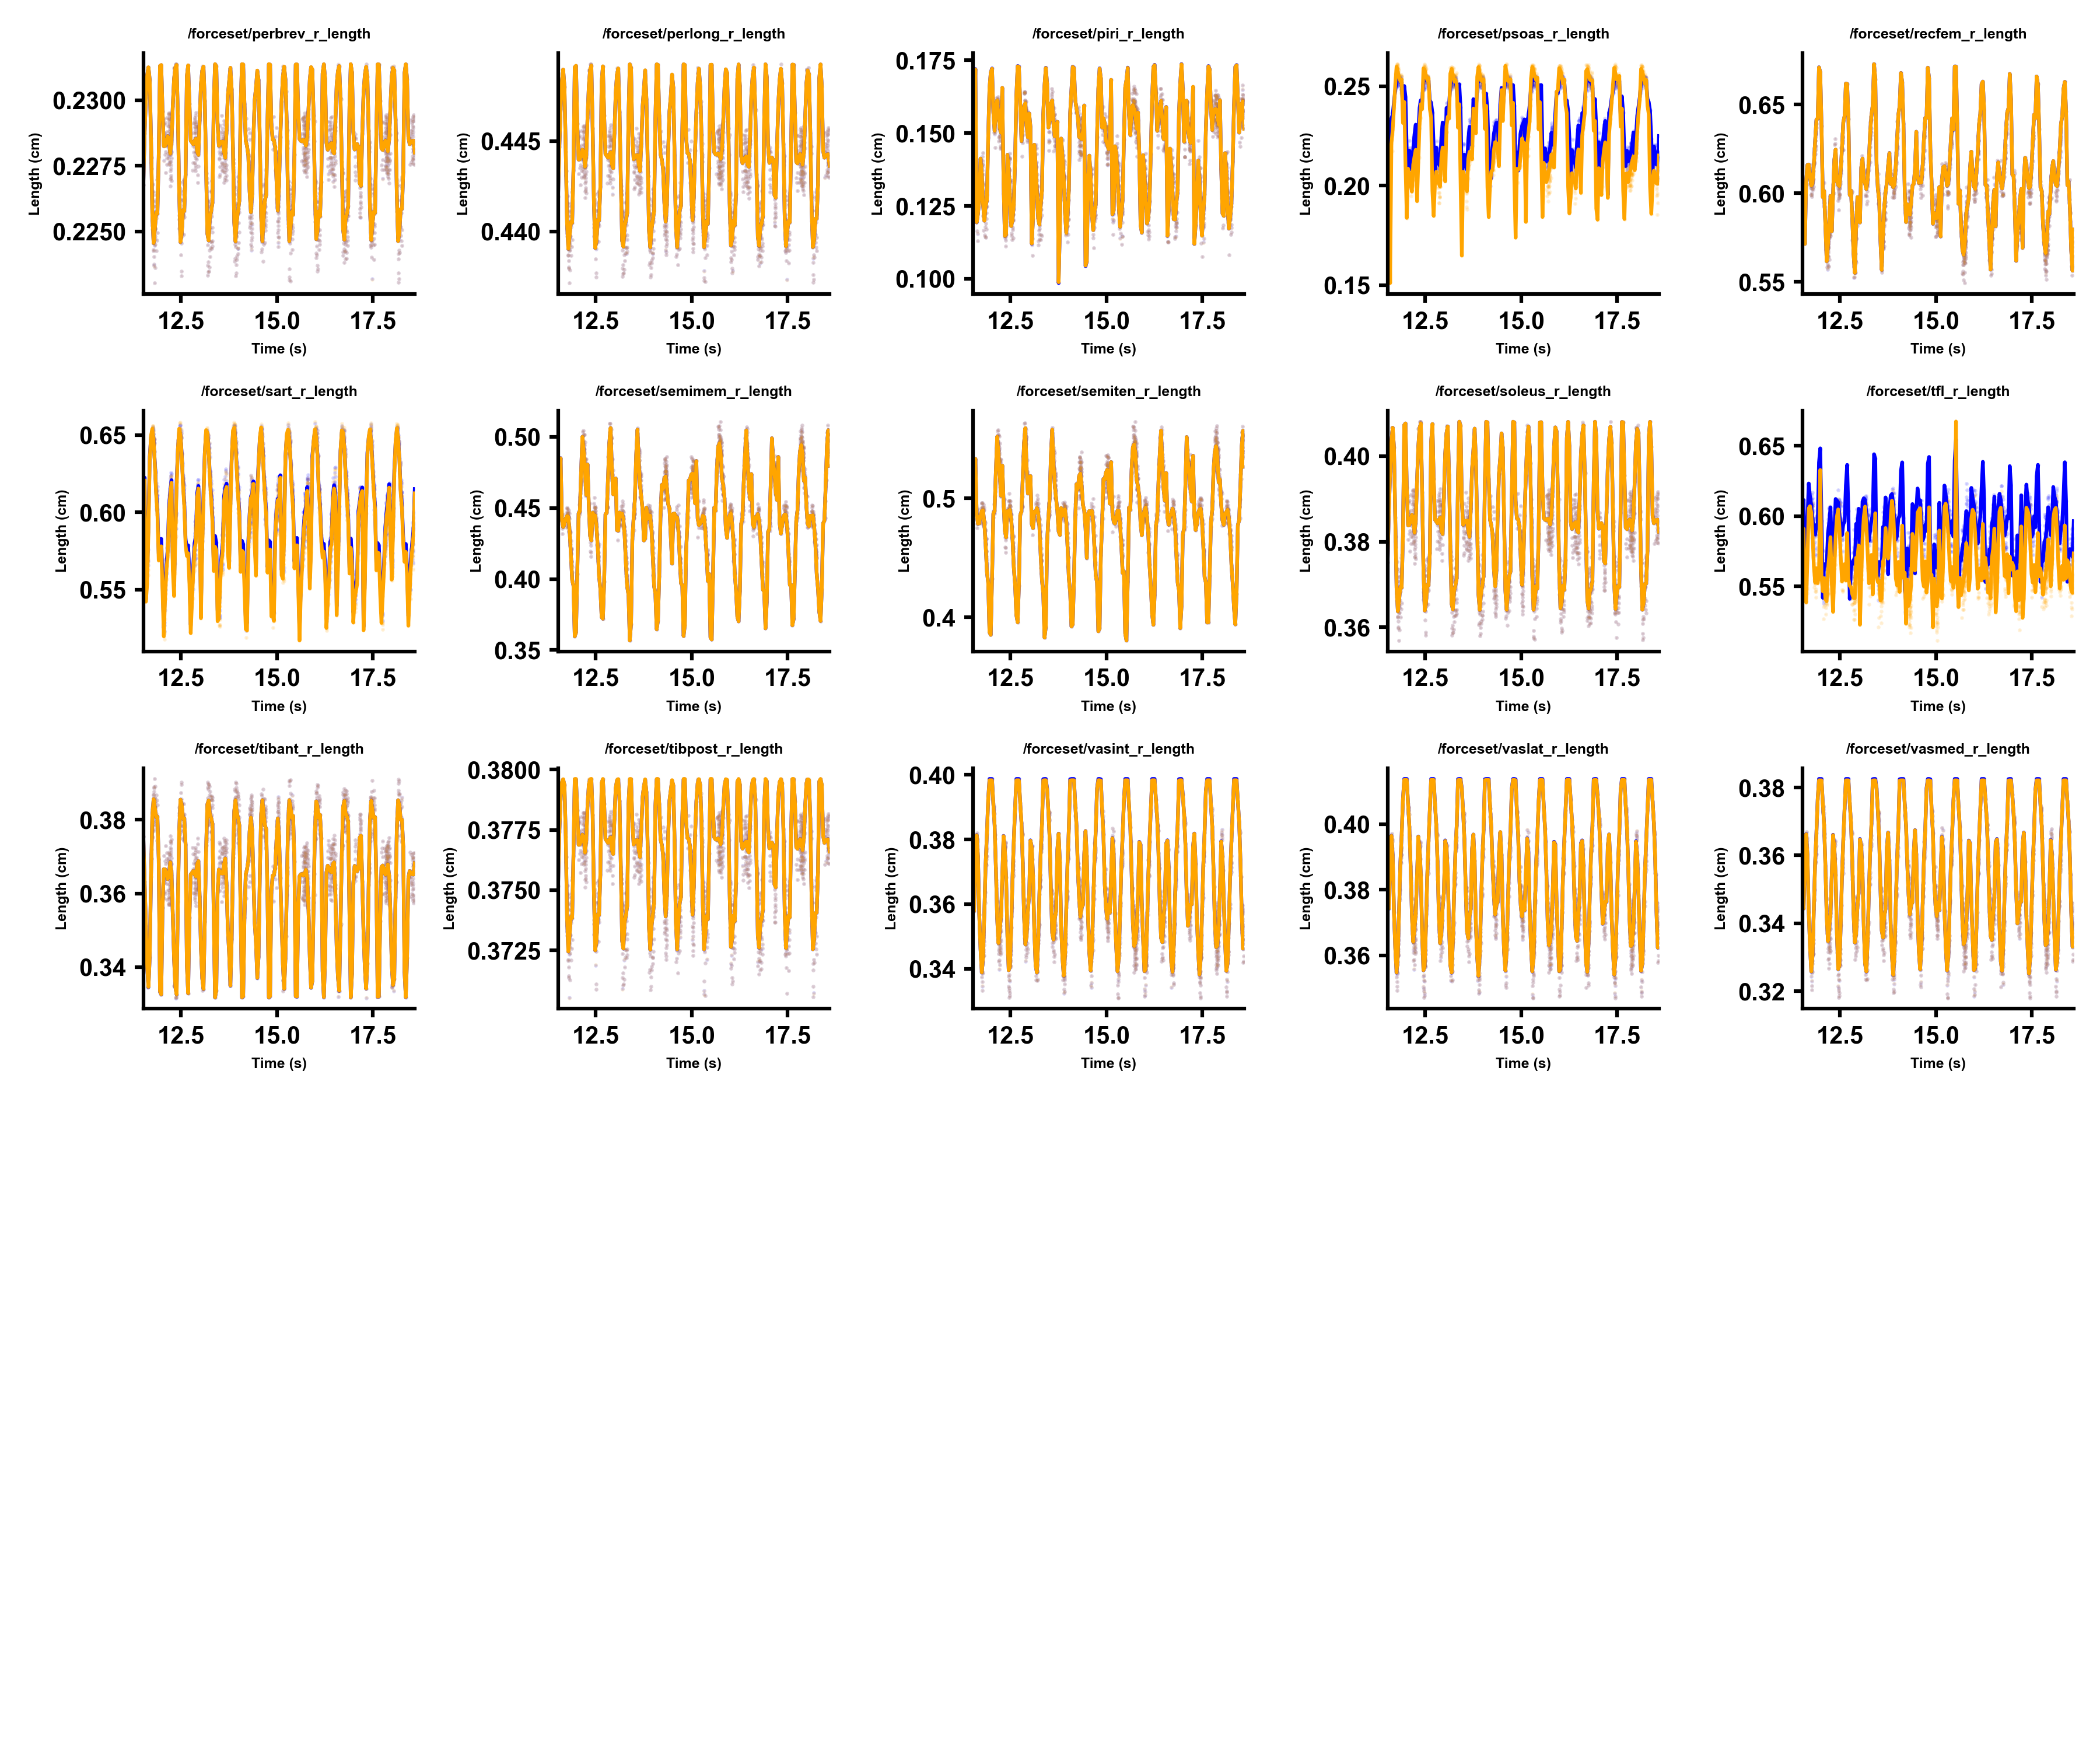 /forceset/perbrev_r_length
0.2300
0.2275
0.2250
Length (cm)
12.5 15.0 17.5
Time (s)
/forceset/perlong_r_length
0.445
0.440
Length (cm)
12.5 15.0 17.5
Time (s)
/forceset/piri_r_length
0.175
0.150
0.125
0.100
Length (cm)
12.5 15.0 17.5
Time (s)
/forceset/psoas_r_length
0.25
0.20
0.15
Length (cm)
12.5 15.0 17.5
Time (s)
/forceset/recfem_r_length
0.65
0.60
0.55
Length (cm)
12.5 15.0 17.5
Time (s)
/forceset/sart_r_length
0.65
0.60
0.55
Length (cm)
12.5 15.0 17.5
Time (s)
/forceset/semimem_r_length
0.50
0.45
0.40
0.35
Length (cm)
12.5 15.0 17.5
Time (s)
/forceset/semiten_r_length
0.5
0.4
Length (cm)
12.5 15.0 17.5
Time (s)
/forceset/soleus_r_length
0.40
0.38
0.36
Length (cm)
12.5 15.0 17.5
Time (s)
/forceset/tfl_r_length
0.65
0.60
0.55
Length (cm)
12.5 15.0 17.5
Time (s)
/forceset/tibant_r_length
0.38
0.36
0.34
Length (cm)
12.5 15.0 17.5
Time (s)
/forceset/tibpost_r_length
0.3800
0.3775
0.3750
0.3725
Length (cm)
12.5 15.0 17.5
Time (s)
/forceset/vasint_r_length
0.40
0.38
0.36
0.34
Length (cm)
12.5 15.0 17.5
Time (s)
/forceset/vaslat_r_length
0.40
0.38
0.36
Length (cm)
12.5 15.0 17.5
Time (s)
/forceset/vasmed_r_length
0.38
0.36
0.34
0.32
Length (cm)
12.5 15.0 17.5
Time (s)